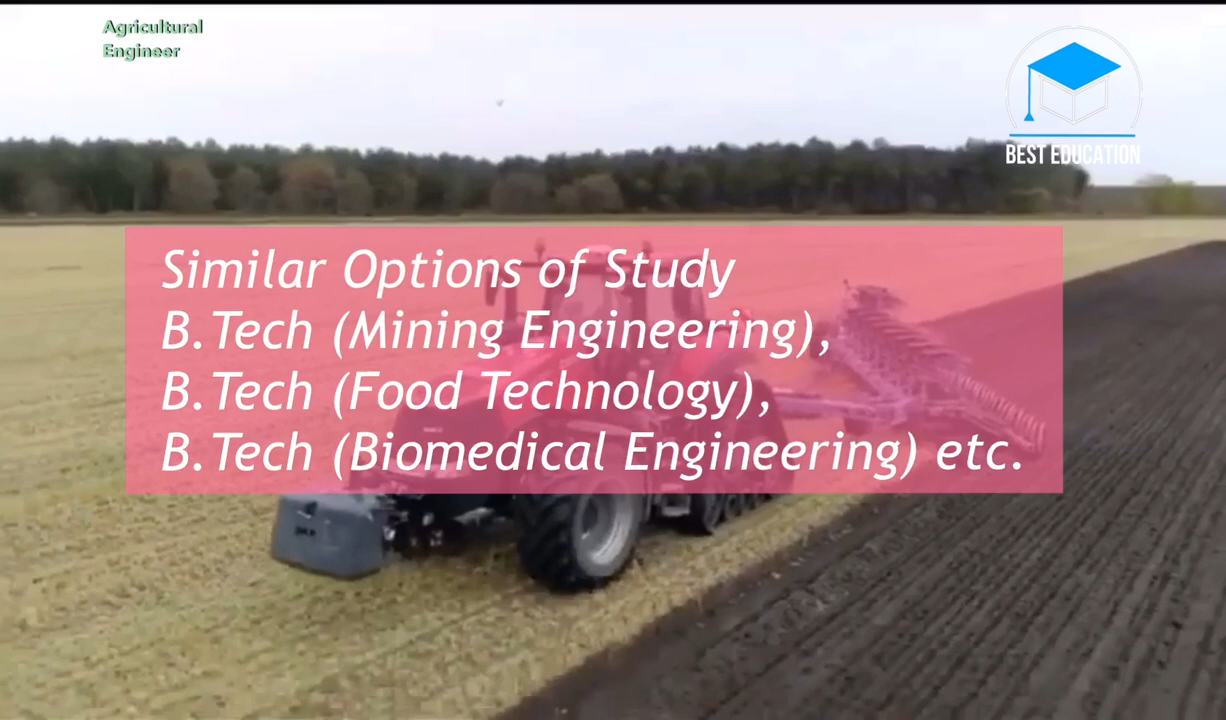 Agricultural
Engineer
BEST EDUCATION
Similar Options of Study
B.Tech (Mining Engineering),
B.Tech (Food Technology),
B.Tech (Biomedical Engineering) etc.